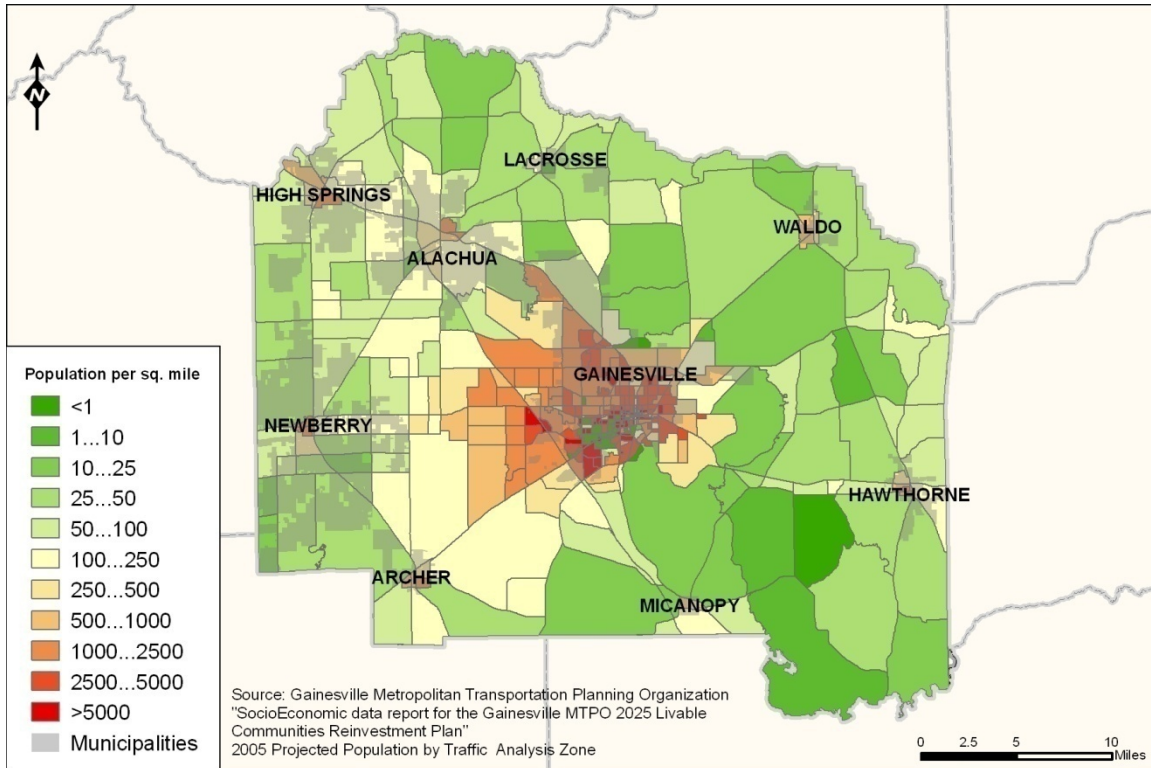 N
LACROSSE
HIGH SPRINGS
WALDO
ALACHUA
GAINESVILLE
NEWBERRY
HAWTHORNE
ARCHER
MICANOPY
Population per sq. mile
<1
1...10
10...25
25...50
50...100
100...250
250...500
500...1000
1000...2500
2500...5000
>5000
Municipalities
Source: Gainesville Metropolitan Transportation Planning Organization
"SocioEconomic data report for the Gainesville MTPO 2025 Livable
Communities Reinvestment Plan"
2005 Projected Population by Traffic Analysis Zone
0 2.5 5 10
Miles